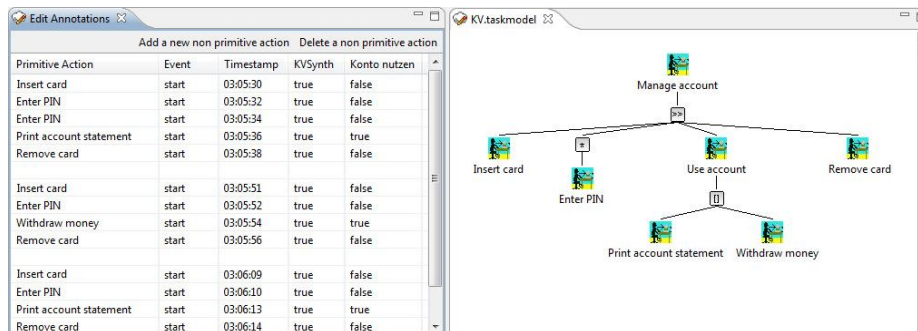 Edit Annotations
Add a new non primitive action Delete a non primitive action
Primitive Action Event Timestamp KVSynth Konto nutzen
Insert card start 03:05:30 true false
Enter PIN start 03:05:32 true false
Enter PIN start 03:05:34 true false
Print account statement start 03:05:36 true true
Remove card start 03:05:38 true false
Insert card start 03:05:51 true false
Enter PIN start 03:05:52 true false
Withdraw money start 03:05:54 true true
Remove card start 03:05:56 true false
Insert card start 03:06:09 true false
Enter PIN start 03:06:10 true false
Print account statement start 03:06:13 true true
Remove card start 03:06:14 true false
KV.taskmodel
Manage account
>>
*
Insert card Use account Remove card
Enter PIN
[]
Print account statement Withdraw money